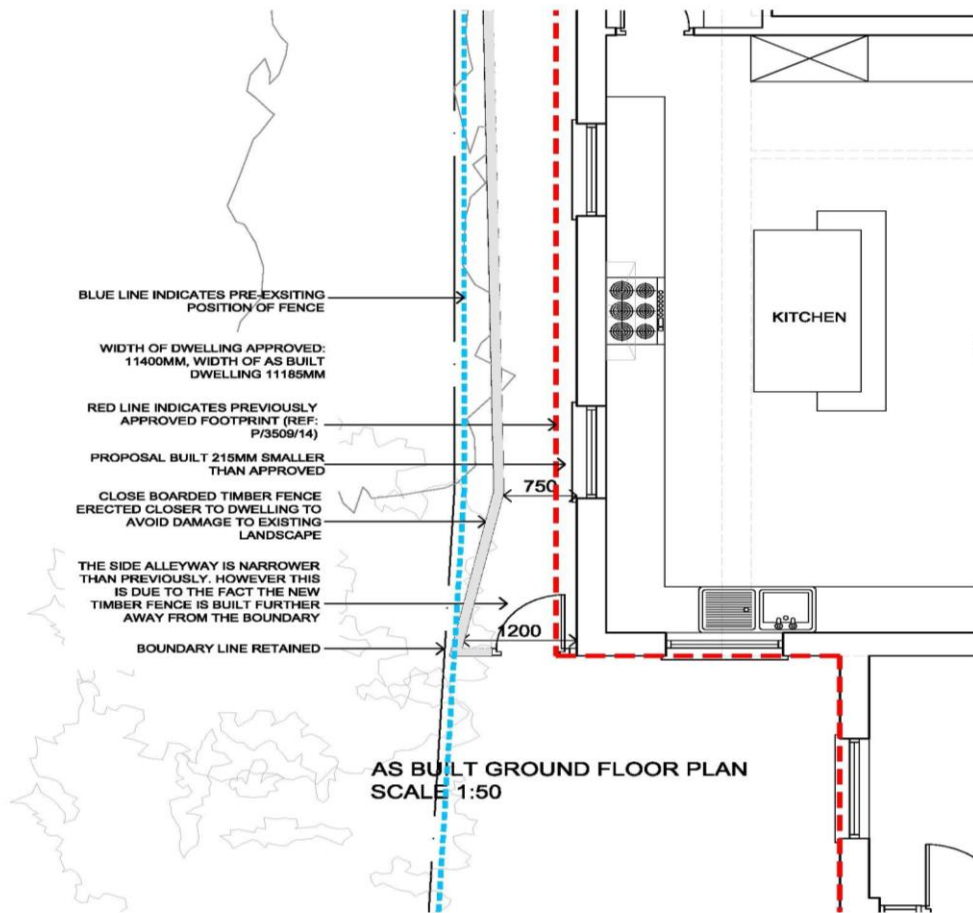 BLUE LINE INDICATES PRE-EXSITING
POSITION OF FENCE
WIDTH OF DWELLING APPROVED:
11400MM, WIDTH OF AS BUILT
DWELLING 11185MM
RED LINE INDICATES PREVIOUSLY
APPROVED FOOTPRINT (REF:
P/3509/14)
PROPOSAL BUILT 215MM SMALLER
THAN APPROVED
CLOSE BOARDED TIMBER FENCE
ERECTED CLOSER TO DWELLING TO
AVOID DAMAGE TO EXISTING
LANDSCAPE
THE SIDE ALLEYWAY IS NARROWER
THAN PREVIOUSLY. HOWEVER THIS
IS DUE TO THE FACT THE NEW
TIMBER FENCE IS BUILT FURTHER
AWAY FROM THE BOUNDARY
BOUNDARY LINE RETAINED
KITCHEN
750
1200
AS BUILT GROUND FLOOR PLAN
SCALE 1:50